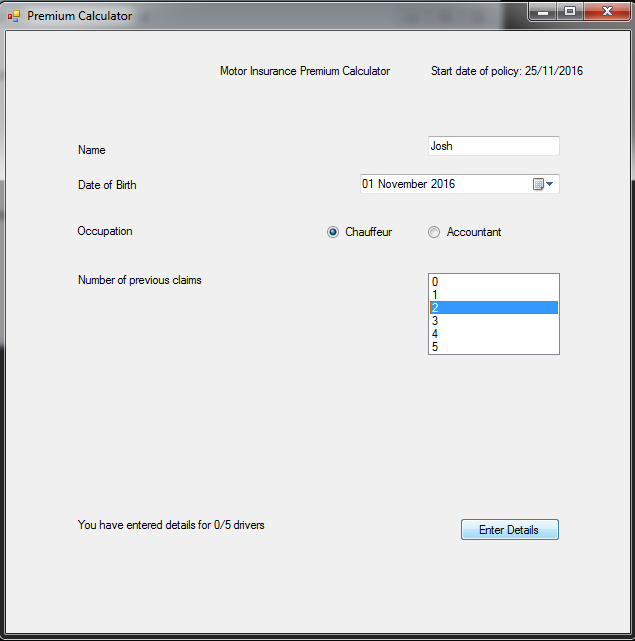 Premium Calculator
Motor Insurance Premium Calculator Start date of policy: 25/11/2016
Name Josh
Date of Birth 01 November 2016
Occupation Chauffeur Accountant
Number of previous claims 0
1
2
3
4
5
You have entered details for 0/5 drivers Enter Details